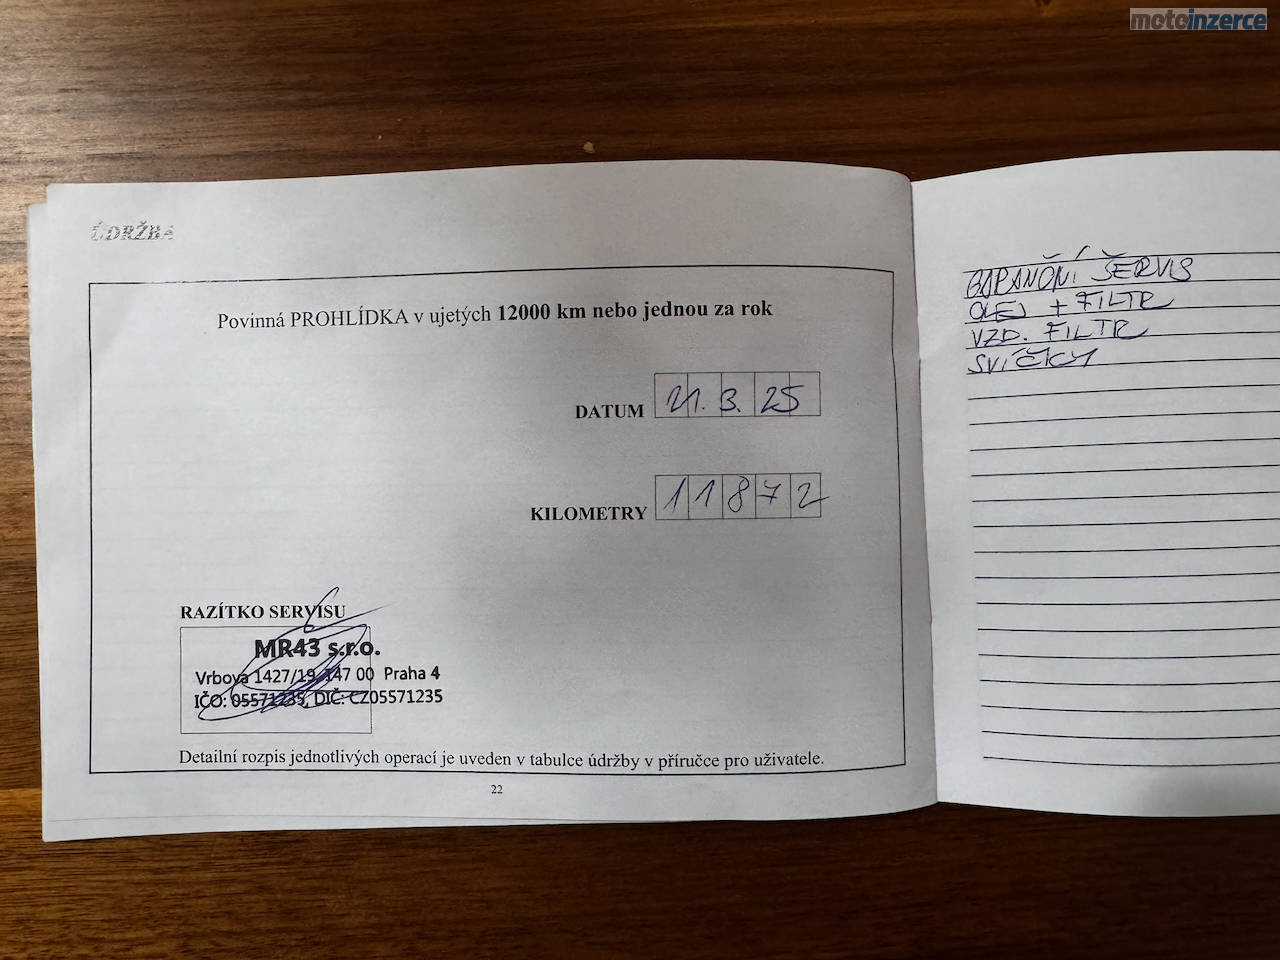 motoinzerce
ÚDRŽBA
Povinná PROHLÍDKA v ujetých 12000 km nebo jednou za rok
DATUM 21. 3. 25
KILOMETRY 11872
RAZÍTKO SERVISU
MR43 s.r.o.
Vrbova 1427/19, 147 00 Praha 4
IČO: 05571235, DIČ: CZ05571235
Detailní rozpis jednotlivých operací je uveden v tabulce údržby v příručce pro uživatele.
22
GARANČNÍ SERVIS
OLEJ + FILTR
VZD. FILTR
SVÍČKY